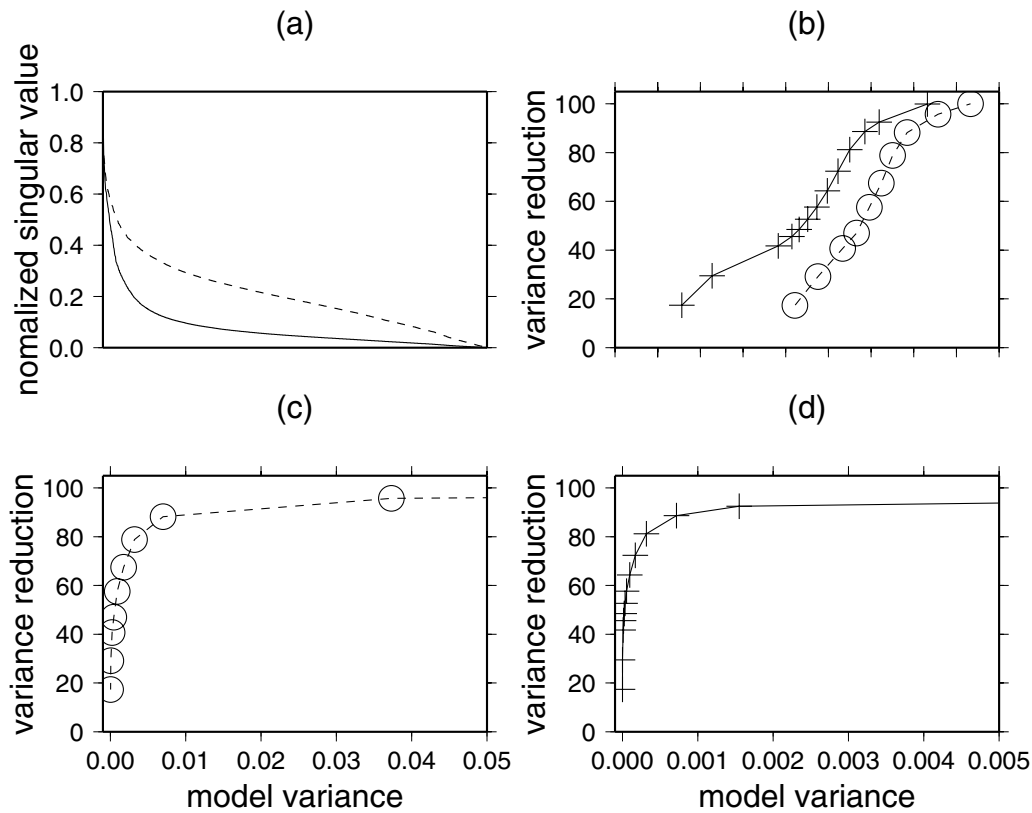 (a)
nomalized singular value
1.0
0.8
0.6
0.4
0.2
0.0
(b)
variance reduction
100
80
60
40
20
0
(c)
variance reduction
100
80
60
40
20
0
0.00 0.01 0.02 0.03 0.04 0.05
model variance
(d)
variance reduction
100
80
60
40
20
0
0.000 0.001 0.002 0.003 0.004 0.005
model variance